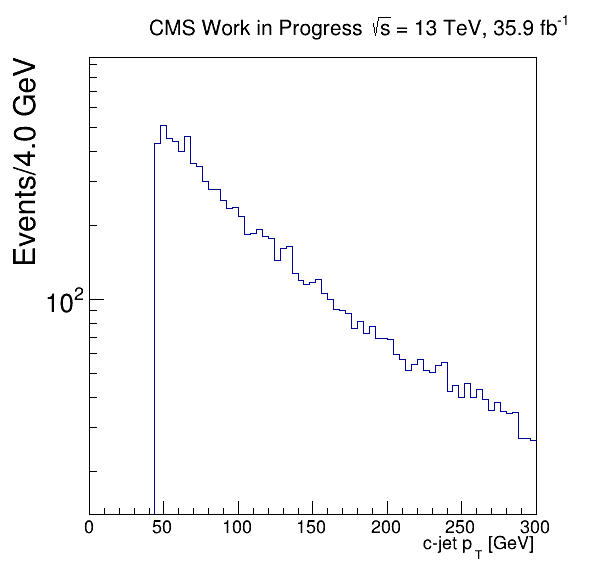 CMS Work in Progress √s = 13 TeV, 35.9 fb⁻¹
Events/4.0 GeV
10²
0 50 100 150 200 250 300
c-jet p_T [GeV]